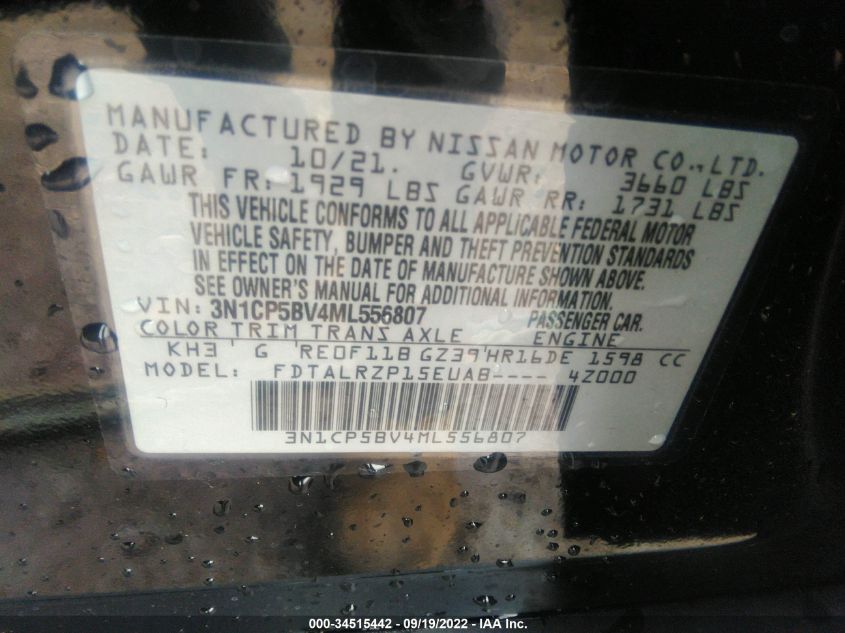 MANUFACTURED BY NISSAN MOTOR CO.,LTD.
DATE: 10/21. GVWR: 3660 LBS
GAWR FR: 1929 LBS GAWR RR: 1731 LBS
THIS VEHICLE CONFORMS TO ALL APPLICABLE FEDERAL MOTOR
VEHICLE SAFETY, BUMPER AND THEFT PREVENTION STANDARDS
IN EFFECT ON THE DATE OF MANUFACTURE SHOWN ABOVE.
SEE OWNER'S MANUAL FOR ADDITIONAL INFORMATION.
VIN: 3N1CP5BV4ML556807 PASSENGER CAR.
COLOR TRIM TRANS AXLE ENGINE
KH3 ' G 'RE0F11B GZ39'HR16DE 1598 CC
MODEL: FDTALRZP15EUAB---- 4Z000
3N1CP5BV4ML556807
000-34515442 - 09/19/2022 - IAA Inc.